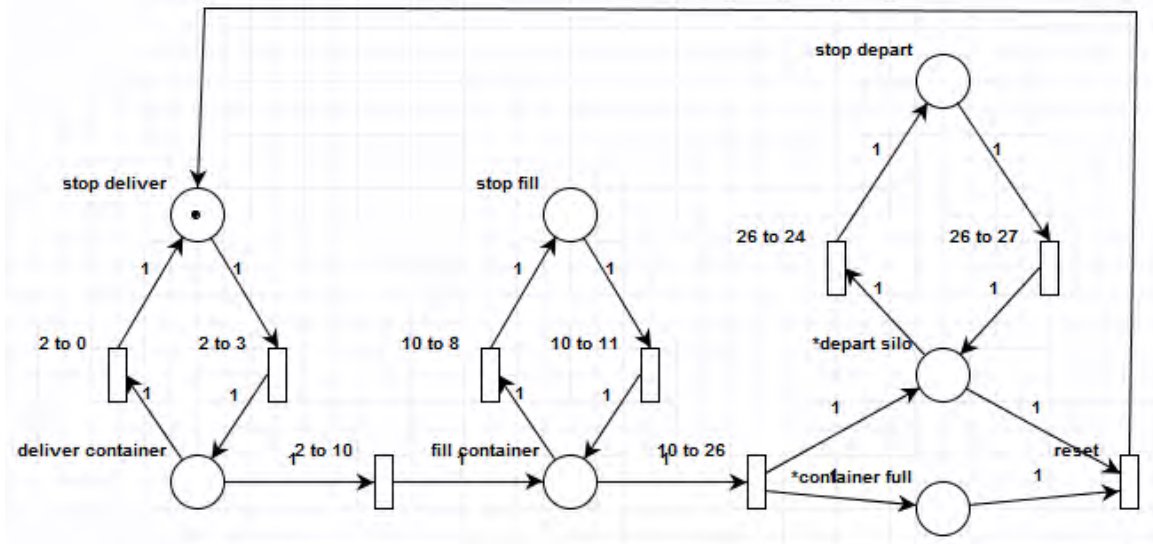 stop depart
1
1
stop deliver
stop fill
26 to 24
26 to 27
1
1
1
1
1
1
2 to 0
2 to 3
10 to 8
10 to 11
*depart silo
1
1
1
1
1
1
deliver container
2 to 10
1
fill container
1
10 to 26
1
reset
*container full
1
1